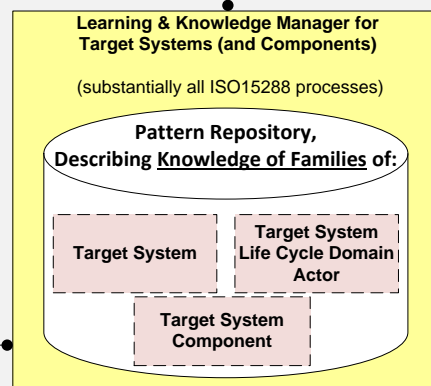 Learning & Knowledge Manager for
Target Systems (and Components)
(substantially all ISO15288 processes)
Pattern Repository,
Describing Knowledge of Families of:
Target System
Target System
Life Cycle Domain
Actor
Target System
Component